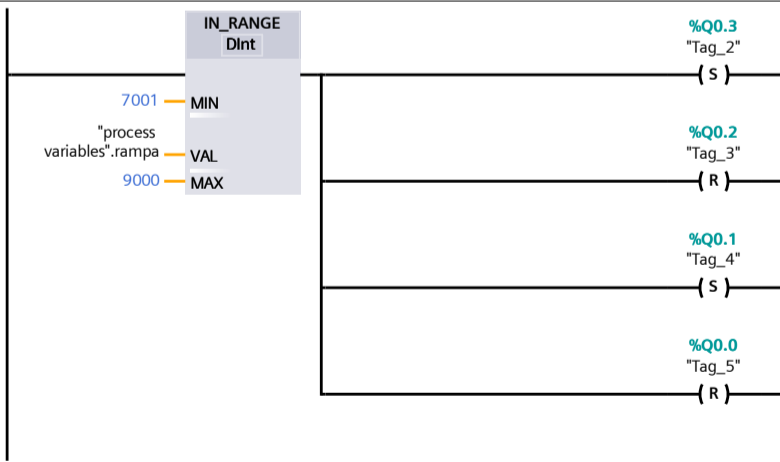 IN_RANGE
DInt
%Q0.3
"Tag_2"
S
7001
MIN
"process
variables".rampa
VAL
9000
MAX
%Q0.2
"Tag_3"
R
%Q0.1
"Tag_4"
S
%Q0.0
"Tag_5"
R